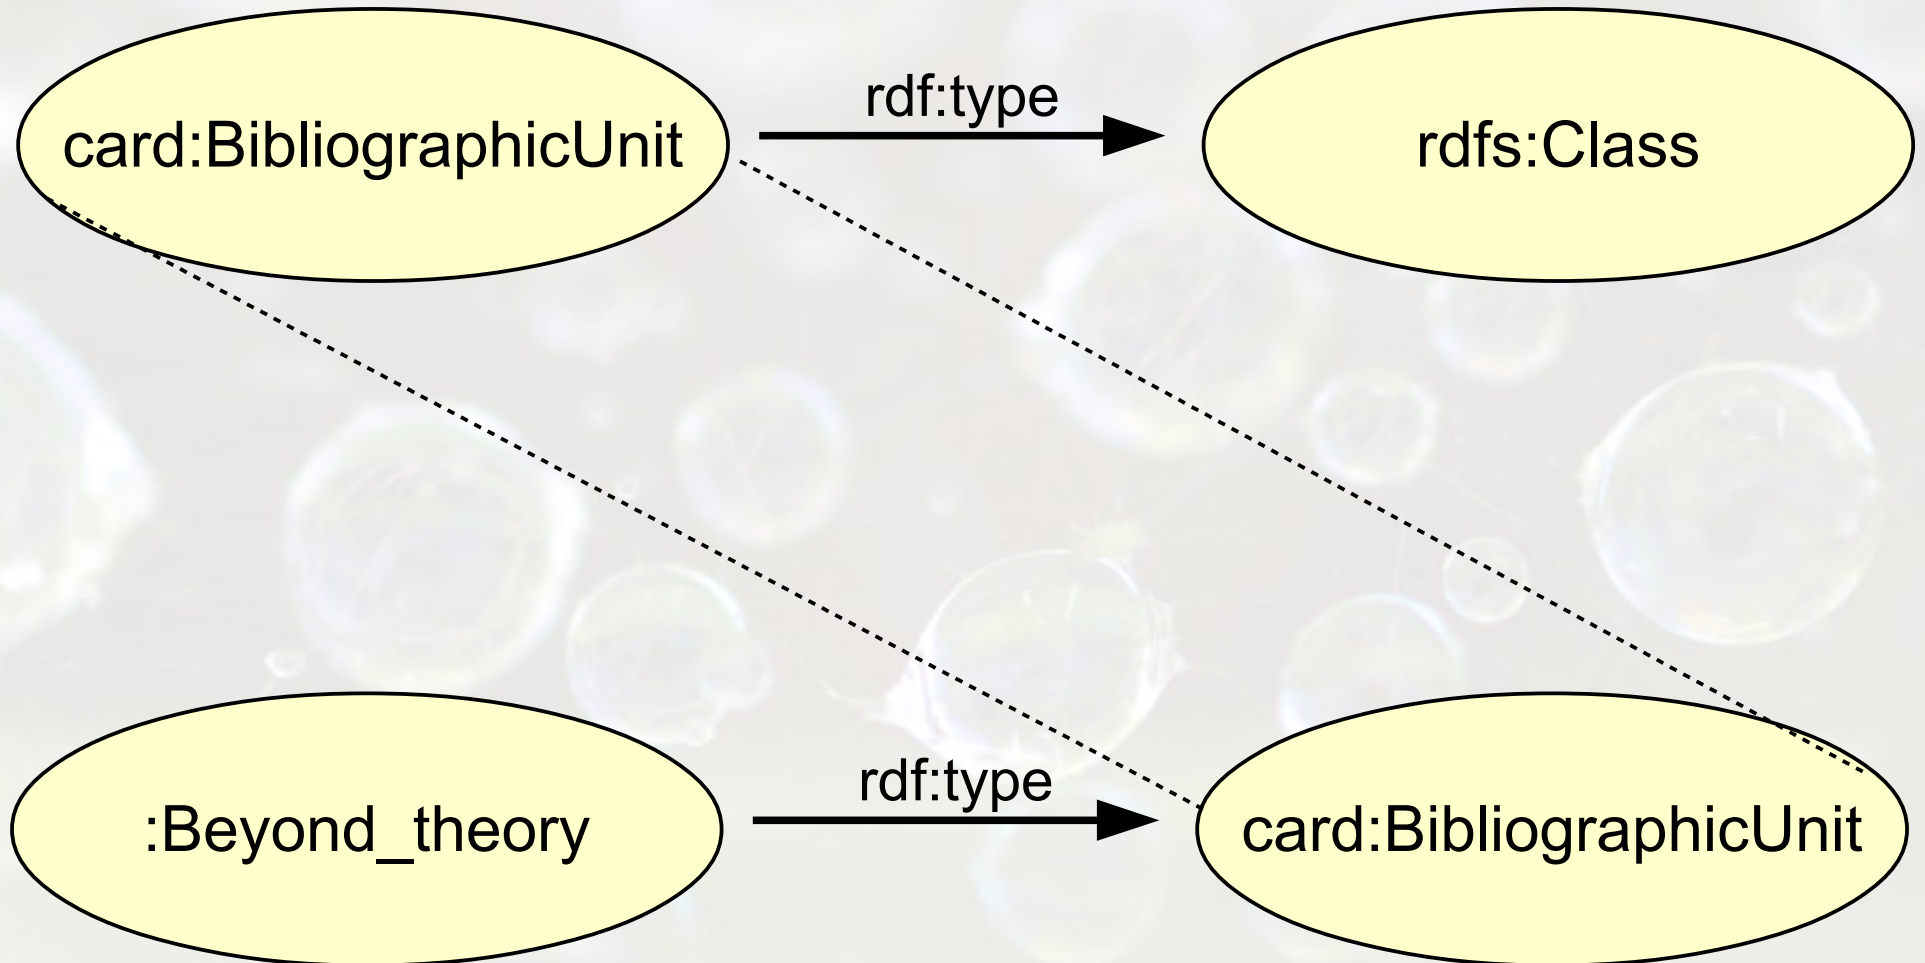 card:BibliographicUnit
rdf:type
rdfs:Class
:Beyond_theory
rdf:type
card:BibliographicUnit